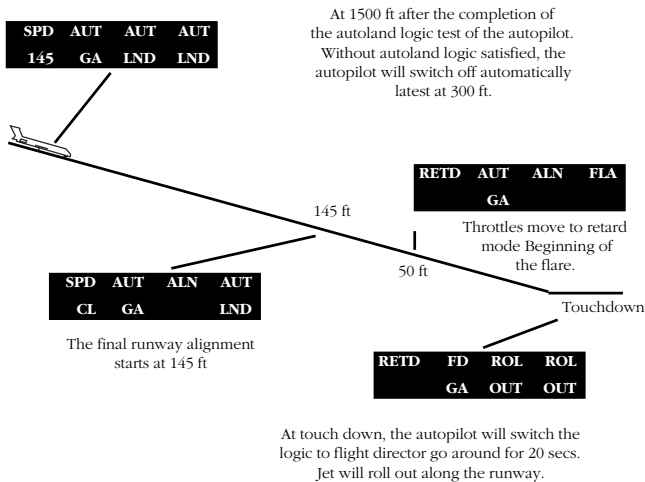 SPD AUT AUT AUT
145 GA LND LND
At 1500 ft after the completion of
the autoland logic test of the autopilot.
Without autoland logic satisfied, the
autopilot will switch off automatically
latest at 300 ft.
RETD AUT ALN FLA
GA
Throttles move to retard
mode Beginning of
the flare.
145 ft
50 ft
SPD AUT ALN AUT
CL GA LND
The final runway alignment
starts at 145 ft
Touchdown
RETD FD ROL ROL
GA OUT OUT
At touch down, the autopilot will switch the
logic to flight director go around for 20 secs.
Jet will roll out along the runway.